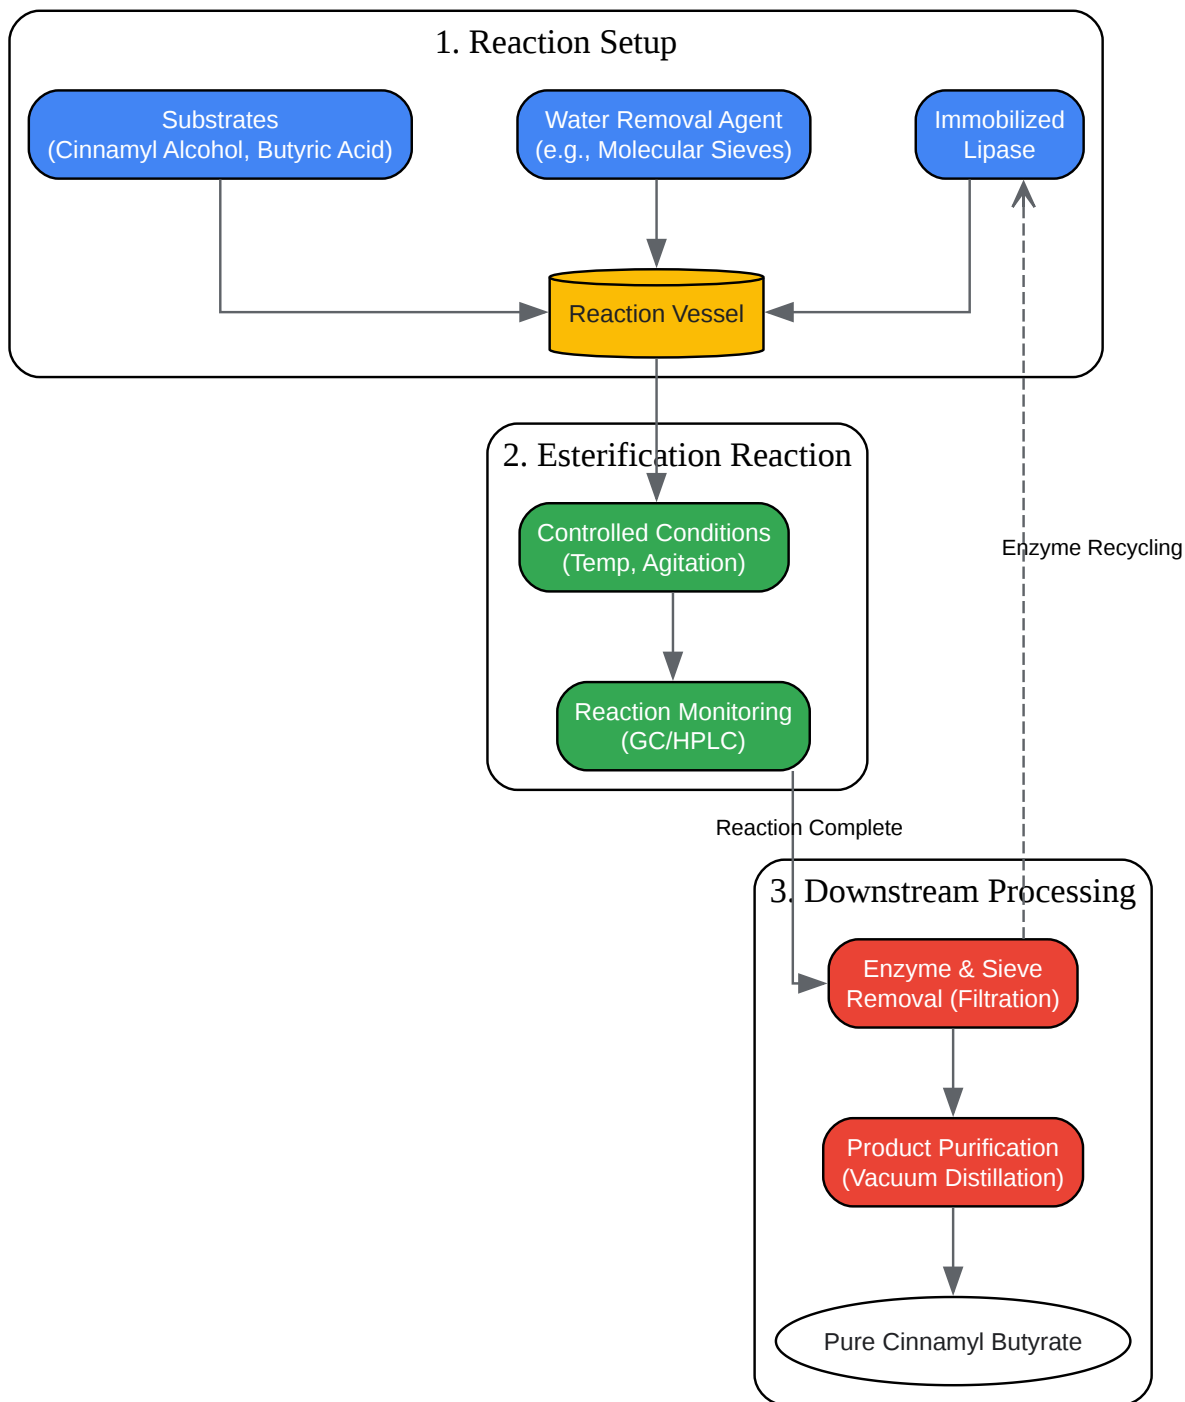 1. Reaction Setup
Substrates
(Cinnamyl Alcohol, Butyric Acid)
Water Removal Agent
(e.g., Molecular Sieves)
Immobilized
Lipase
Reaction Vessel
2. Esterification Reaction
Controlled Conditions
(Temp, Agitation)
Enzyme Recycling
Reaction Monitoring
(GC/HPLC)
Reaction Complete
3. Downstream Processing
Enzyme & Sieve
Removal (Filtration)
Product Purification
(Vacuum Distillation)
Pure Cinnamyl Butyrate